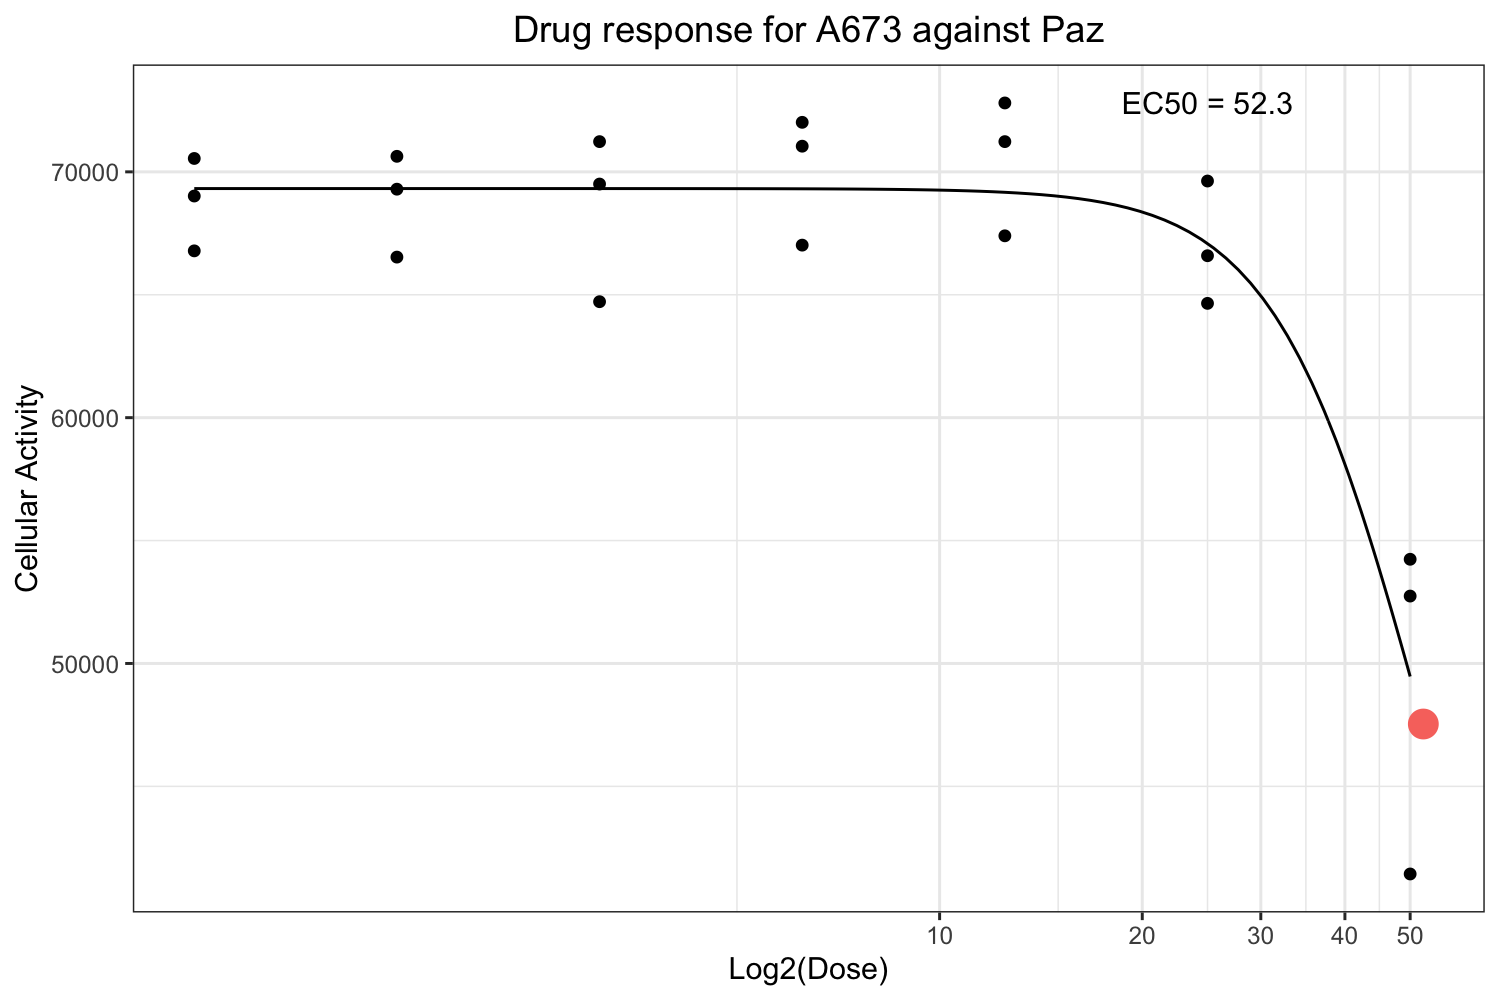 Drug response for A673 against Paz
EC50 = 52.3
70000
60000
50000
Cellular Activity
10 20 30 40 50
Log2(Dose)